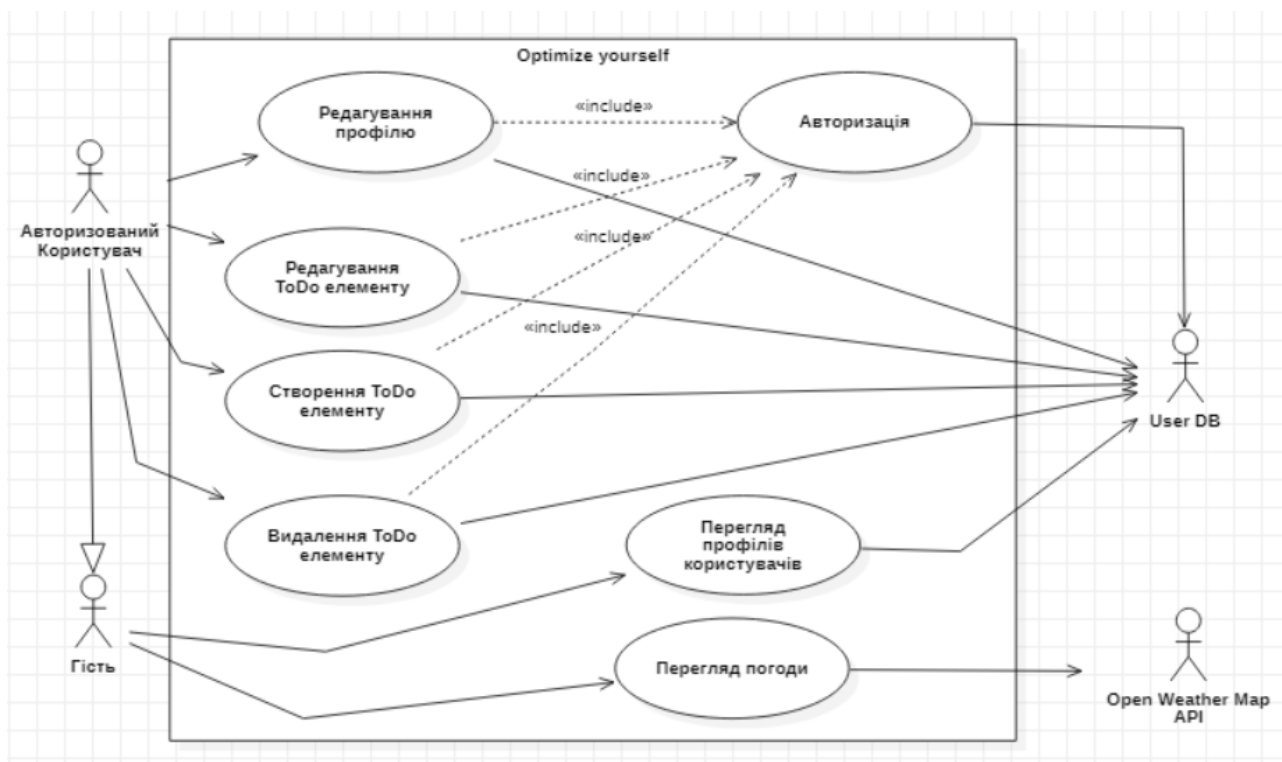 Optimize yourself
Редагування
профілю
«include»
Авторизація
«include»
Авторизований
Користувач
«include»
Редагування
ToDo елементу
«include»
Створення ToDo
елементу
User DB
Видалення ToDo
елементу
Перегляд
профілів
користувачів
Гість
Перегляд погоди
Open Weather Map
API